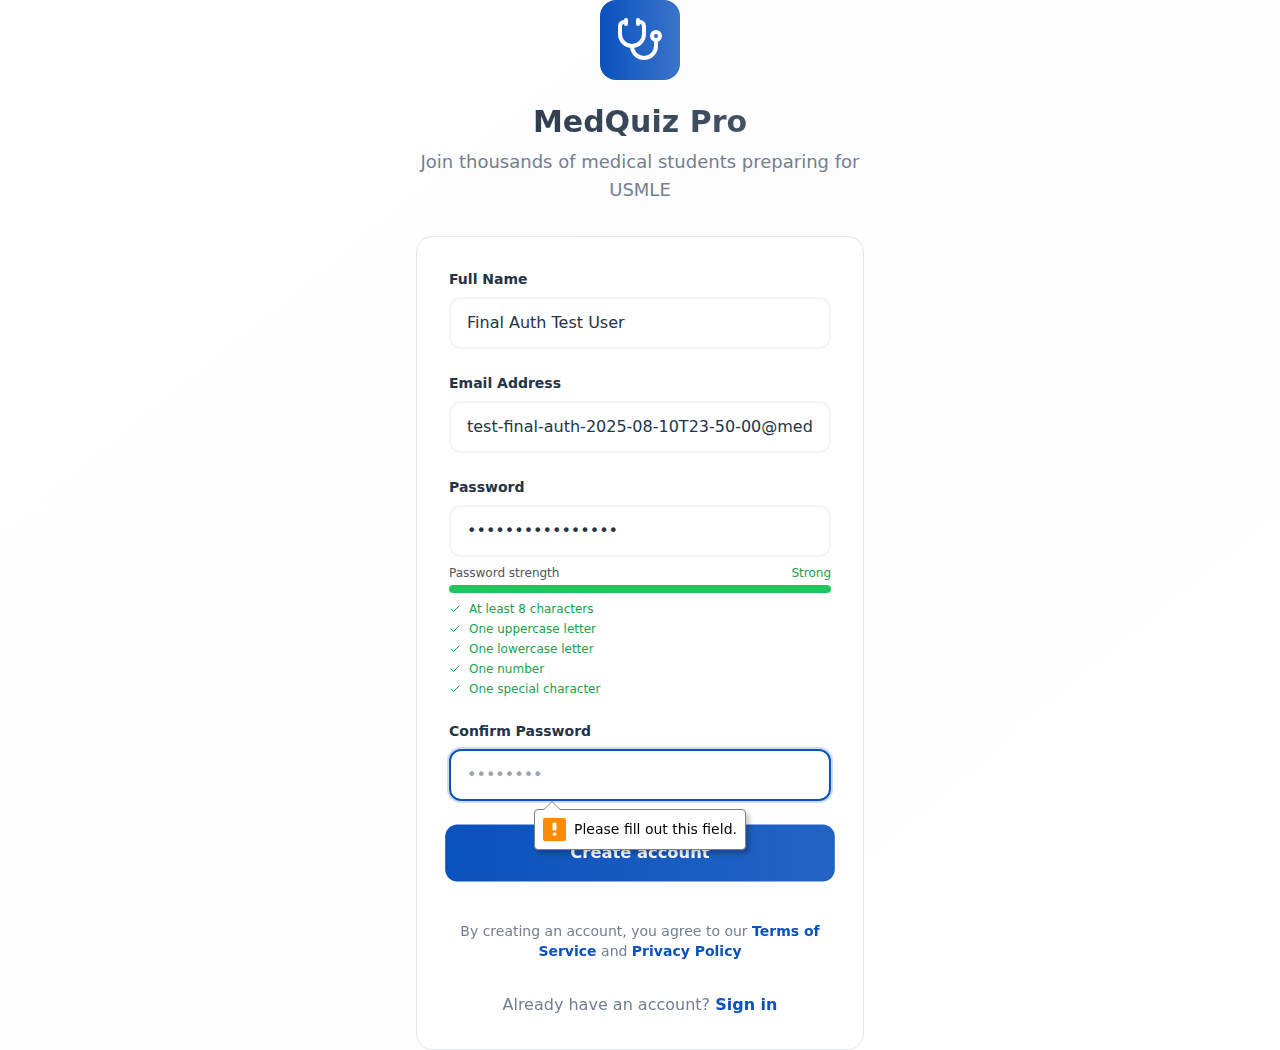 MedQuiz Pro
Join thousands of medical students preparing for
USMLE
Full Name
Final Auth Test User
Email Address
test-final-auth-2025-08-10T23-50-00@med
Password
••••••••••••••••
Password strength Strong
At least 8 characters
One uppercase letter
One lowercase letter
One number
One special character
Confirm Password
••••••••
Please fill out this field.
Create account
By creating an account, you agree to our Terms of
Service and Privacy Policy
Already have an account? Sign in